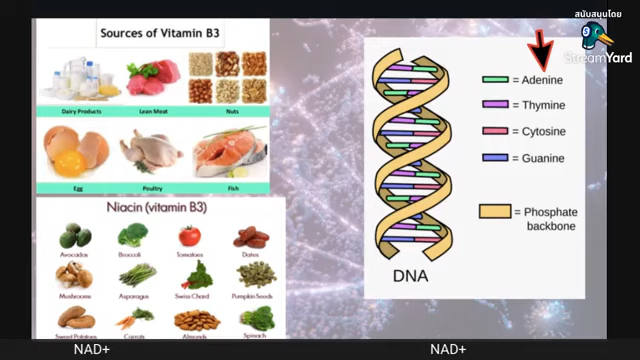 สนับสนุนโดย
StreamYard
Sources of Vitamin B3
Dairy Products
Lean Meat
Nuts
Egg
Poultry
Fish
Niacin (vitamin B3)
Avocados
Broccoli
Tomatoes
Dates
Mushrooms
Asparagus
Swiss Chard
Pumpkin Seeds
Sweet Potatoes
Carrots
Almonds
Spinach
= Adenine
= Thymine
= Cytosine
= Guanine
= Phosphate
backbone
DNA
NAD+
NAD+